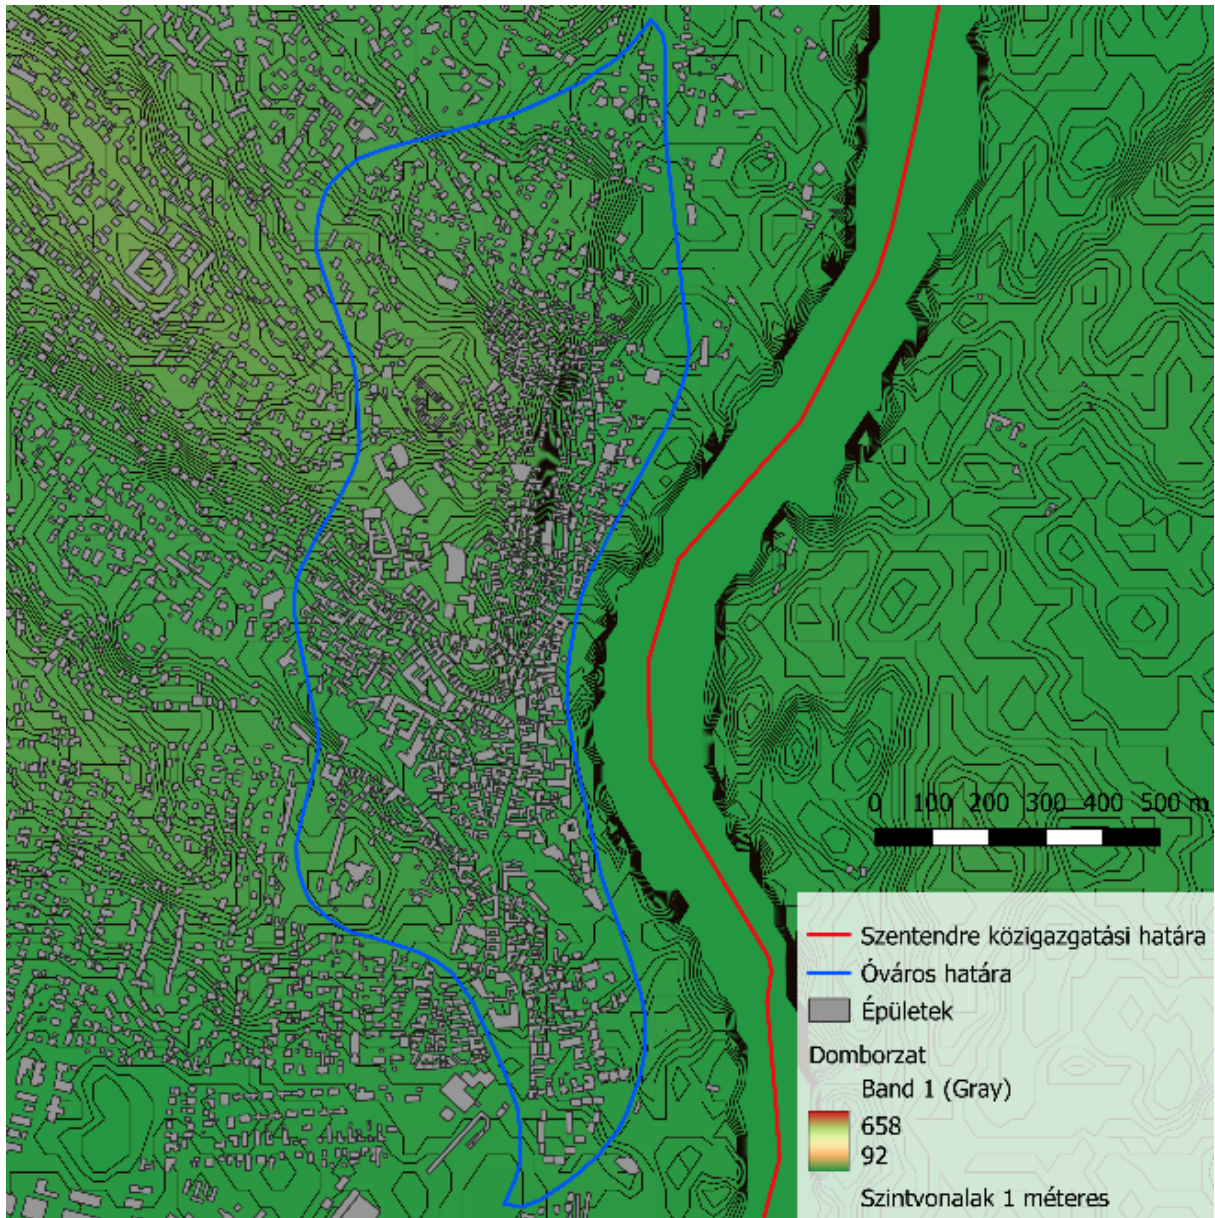 0 100 200 300 400 500 m
Szentendre közigazgatási határa
Óváros határa
Épületek
Domborzat
Band 1 (Gray)
658
92
Szintvonalak 1 méteres